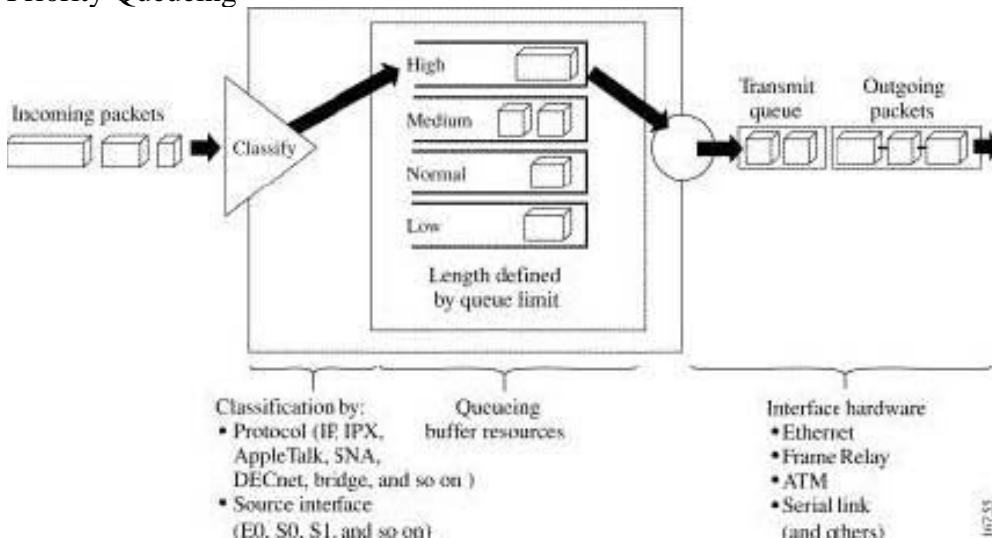 Priority Queueing
Incoming packets
Classify
High
Medium
Normal
Low
Length defined
by queue limit
Transmit
queue
Outgoing
packets
Classification by:
• Protocol (IP, IPX,
AppleTalk, SNA,
DECnet, bridge, and so on )
• Source interface
(E0, S0, S1, and so on)
Queueing
buffer resources
Interface hardware
• Ethernet
• Frame Relay
• ATM
• Serial link
(and others)